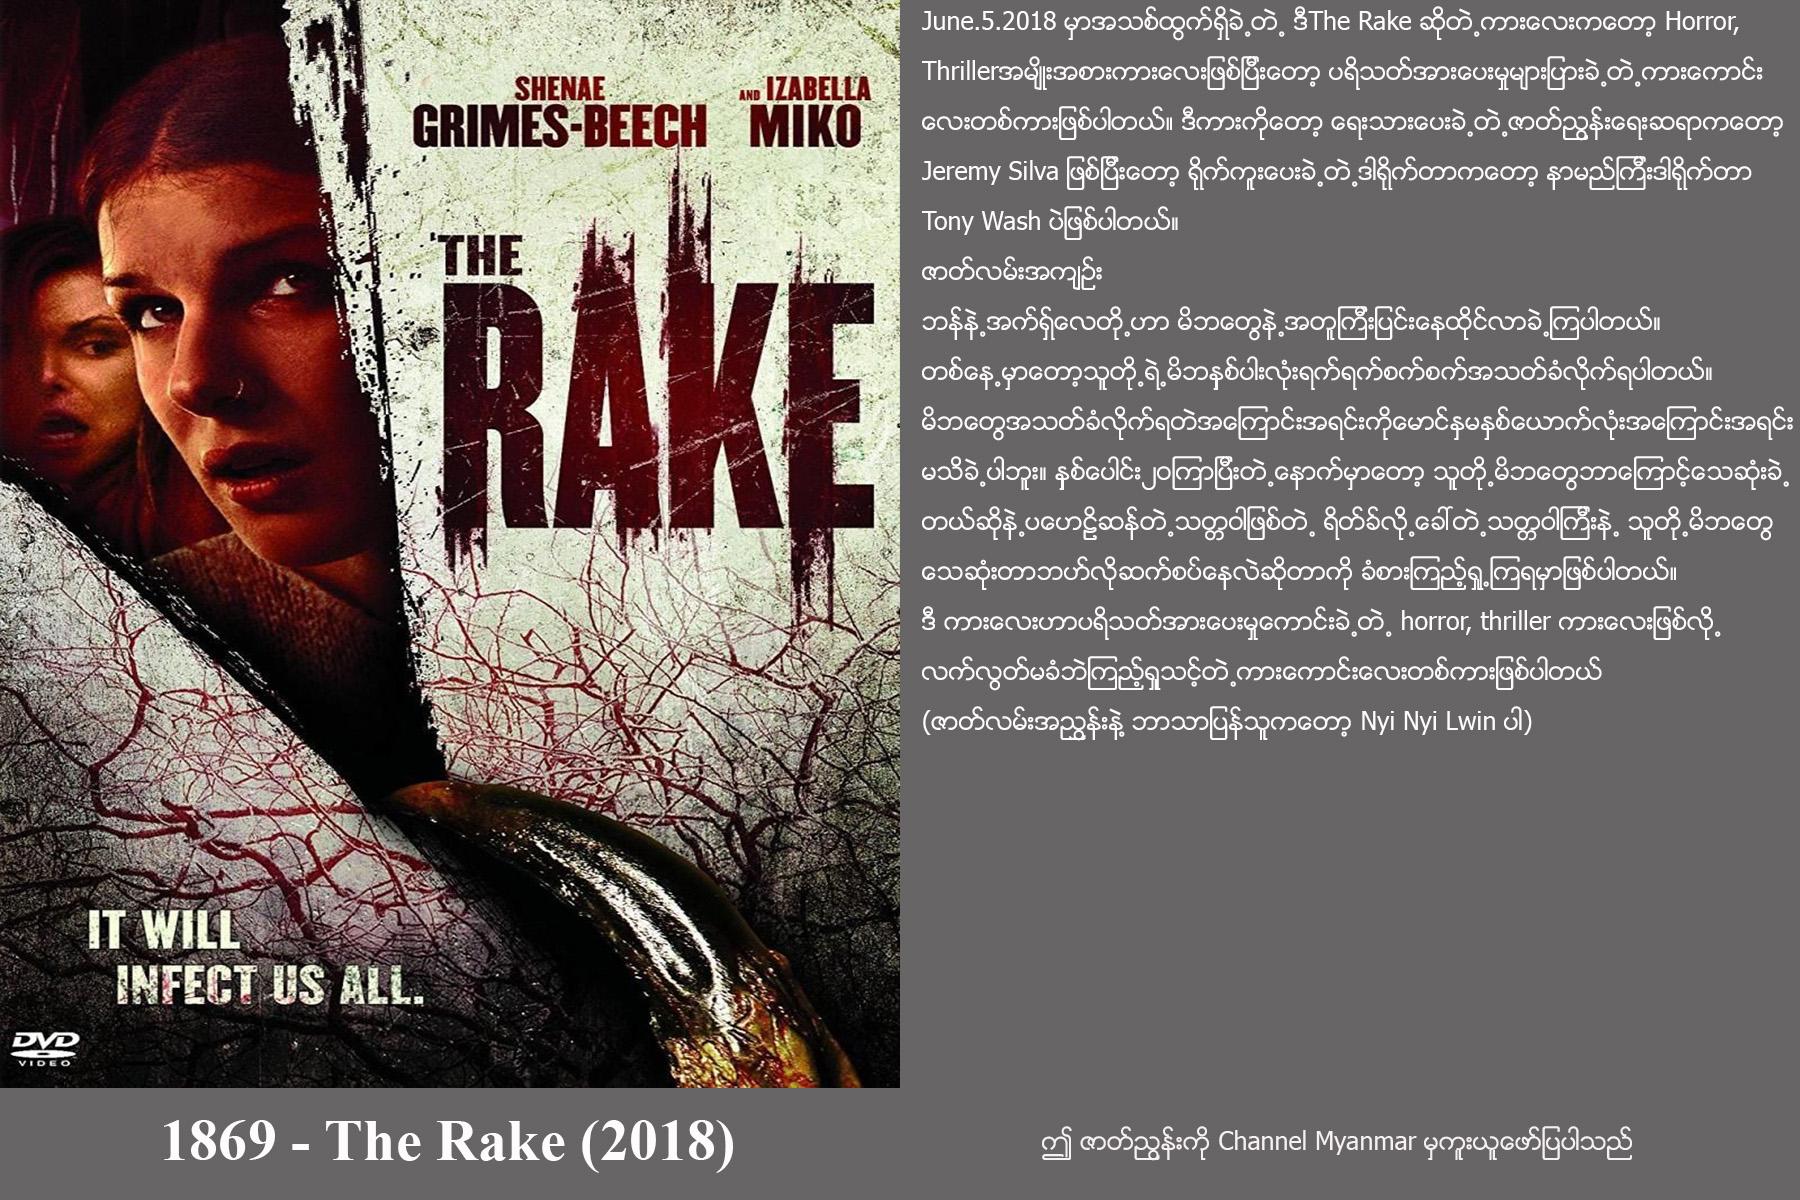 SHENAE
GRIMES-BEECH
AND IZABELLA
MIKO
THE
RAKE
IT WILL
INFECT US ALL.
DVD
VIDEO
1869 - The Rake (2018)
June.5.2018 မှာအသစ်ထွက်ရှိခဲ့တဲ့ ဒီThe Rake ဆိုတဲ့ကားလေးကတော့ Horror,
Thrillerအမျိုးအစားကားလေးဖြစ်ပြီးတော့ ပရိသတ်အားပေးမှုများပြားခဲ့တဲ့ကားကောင်း
လေးတစ်ကားဖြစ်ပါတယ်။ ဒီကားကိုတော့ ရေးသားပေးခဲ့တဲ့ဇာတ်ညွှန်းရေးဆရာကတော့
Jeremy Silva ဖြစ်ပြီးတော့ ရိုက်ကူးပေးခဲ့တဲ့ဒါရိုက်တာကတော့ နာမည်ကြီးဒါရိုက်တာ
Tony Wash ပဲဖြစ်ပါတယ်။
ဇာတ်လမ်းအကျဉ်း
ဘန်နဲ့အက်ရှ်လေတို့ဟာ မိဘတွေနဲ့အတူကြီးပြင်းနေထိုင်လာခဲ့ကြပါတယ်။
တစ်နေ့မှာတော့သူတို့ရဲ့မိဘနှစ်ပါးလုံးရက်ရက်စက်စက်အသတ်ခံလိုက်ရပါတယ်။
မိဘတွေအသတ်ခံလိုက်ရတဲအကြောင်းအရင်းကိုမောင်နှမနှစ်ယောက်လုံးအကြောင်းအရင်း
မသိခဲ့ပါဘူး။ နှစ်ပေါင်း၂၀ကြာပြီးတဲ့နောက်မှာတော့ သူတို့မိဘတွေဘာကြောင့်သေဆုံးခဲ့
တယ်ဆိုနဲ့ပဟေဠိဆန်တဲ့သတ္တဝါဖြစ်တဲ့ ရိတ်ခ်လို့ခေါ်တဲ့သတ္တဝါကြီးနဲ့ သူတို့မိဘတွေ
သေဆုံးတာဘယ်လိုဆက်စပ်နေလဲဆိုတာကို ခံစားကြည့်ရှု့ကြရမှာဖြစ်ပါတယ်။
ဒီ ကားလေးဟာပရိသတ်အားပေးမှုကောင်းခဲ့တဲ့ horror, thriller ကားလေးဖြစ်လို့
လက်လွတ်မခံဘဲကြည့်ရှုသင့်တဲ့ကားကောင်းလေးတစ်ကားဖြစ်ပါတယ်
(ဇာတ်လမ်းအညွှန်းနဲ့ ဘာသာပြန်သူကတော့ Nyi Nyi Lwin ပါ)
ဤ ဇာတ်ညွှန်းကို Channel Myanmar မှကူးယူဖော်ပြပါသည်